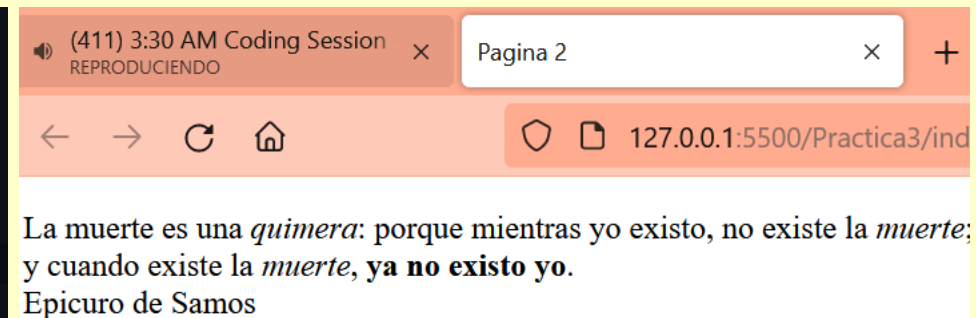 (411) 3:30 AM Coding Session
REPRODUCIENDO
Pagina 2
127.0.0.1:5500/Practica3/ind
La muerte es una quimera: porque mientras yo existo, no existe la muerte;
y cuando existe la muerte, ya no existo yo.
Epicuro de Samos